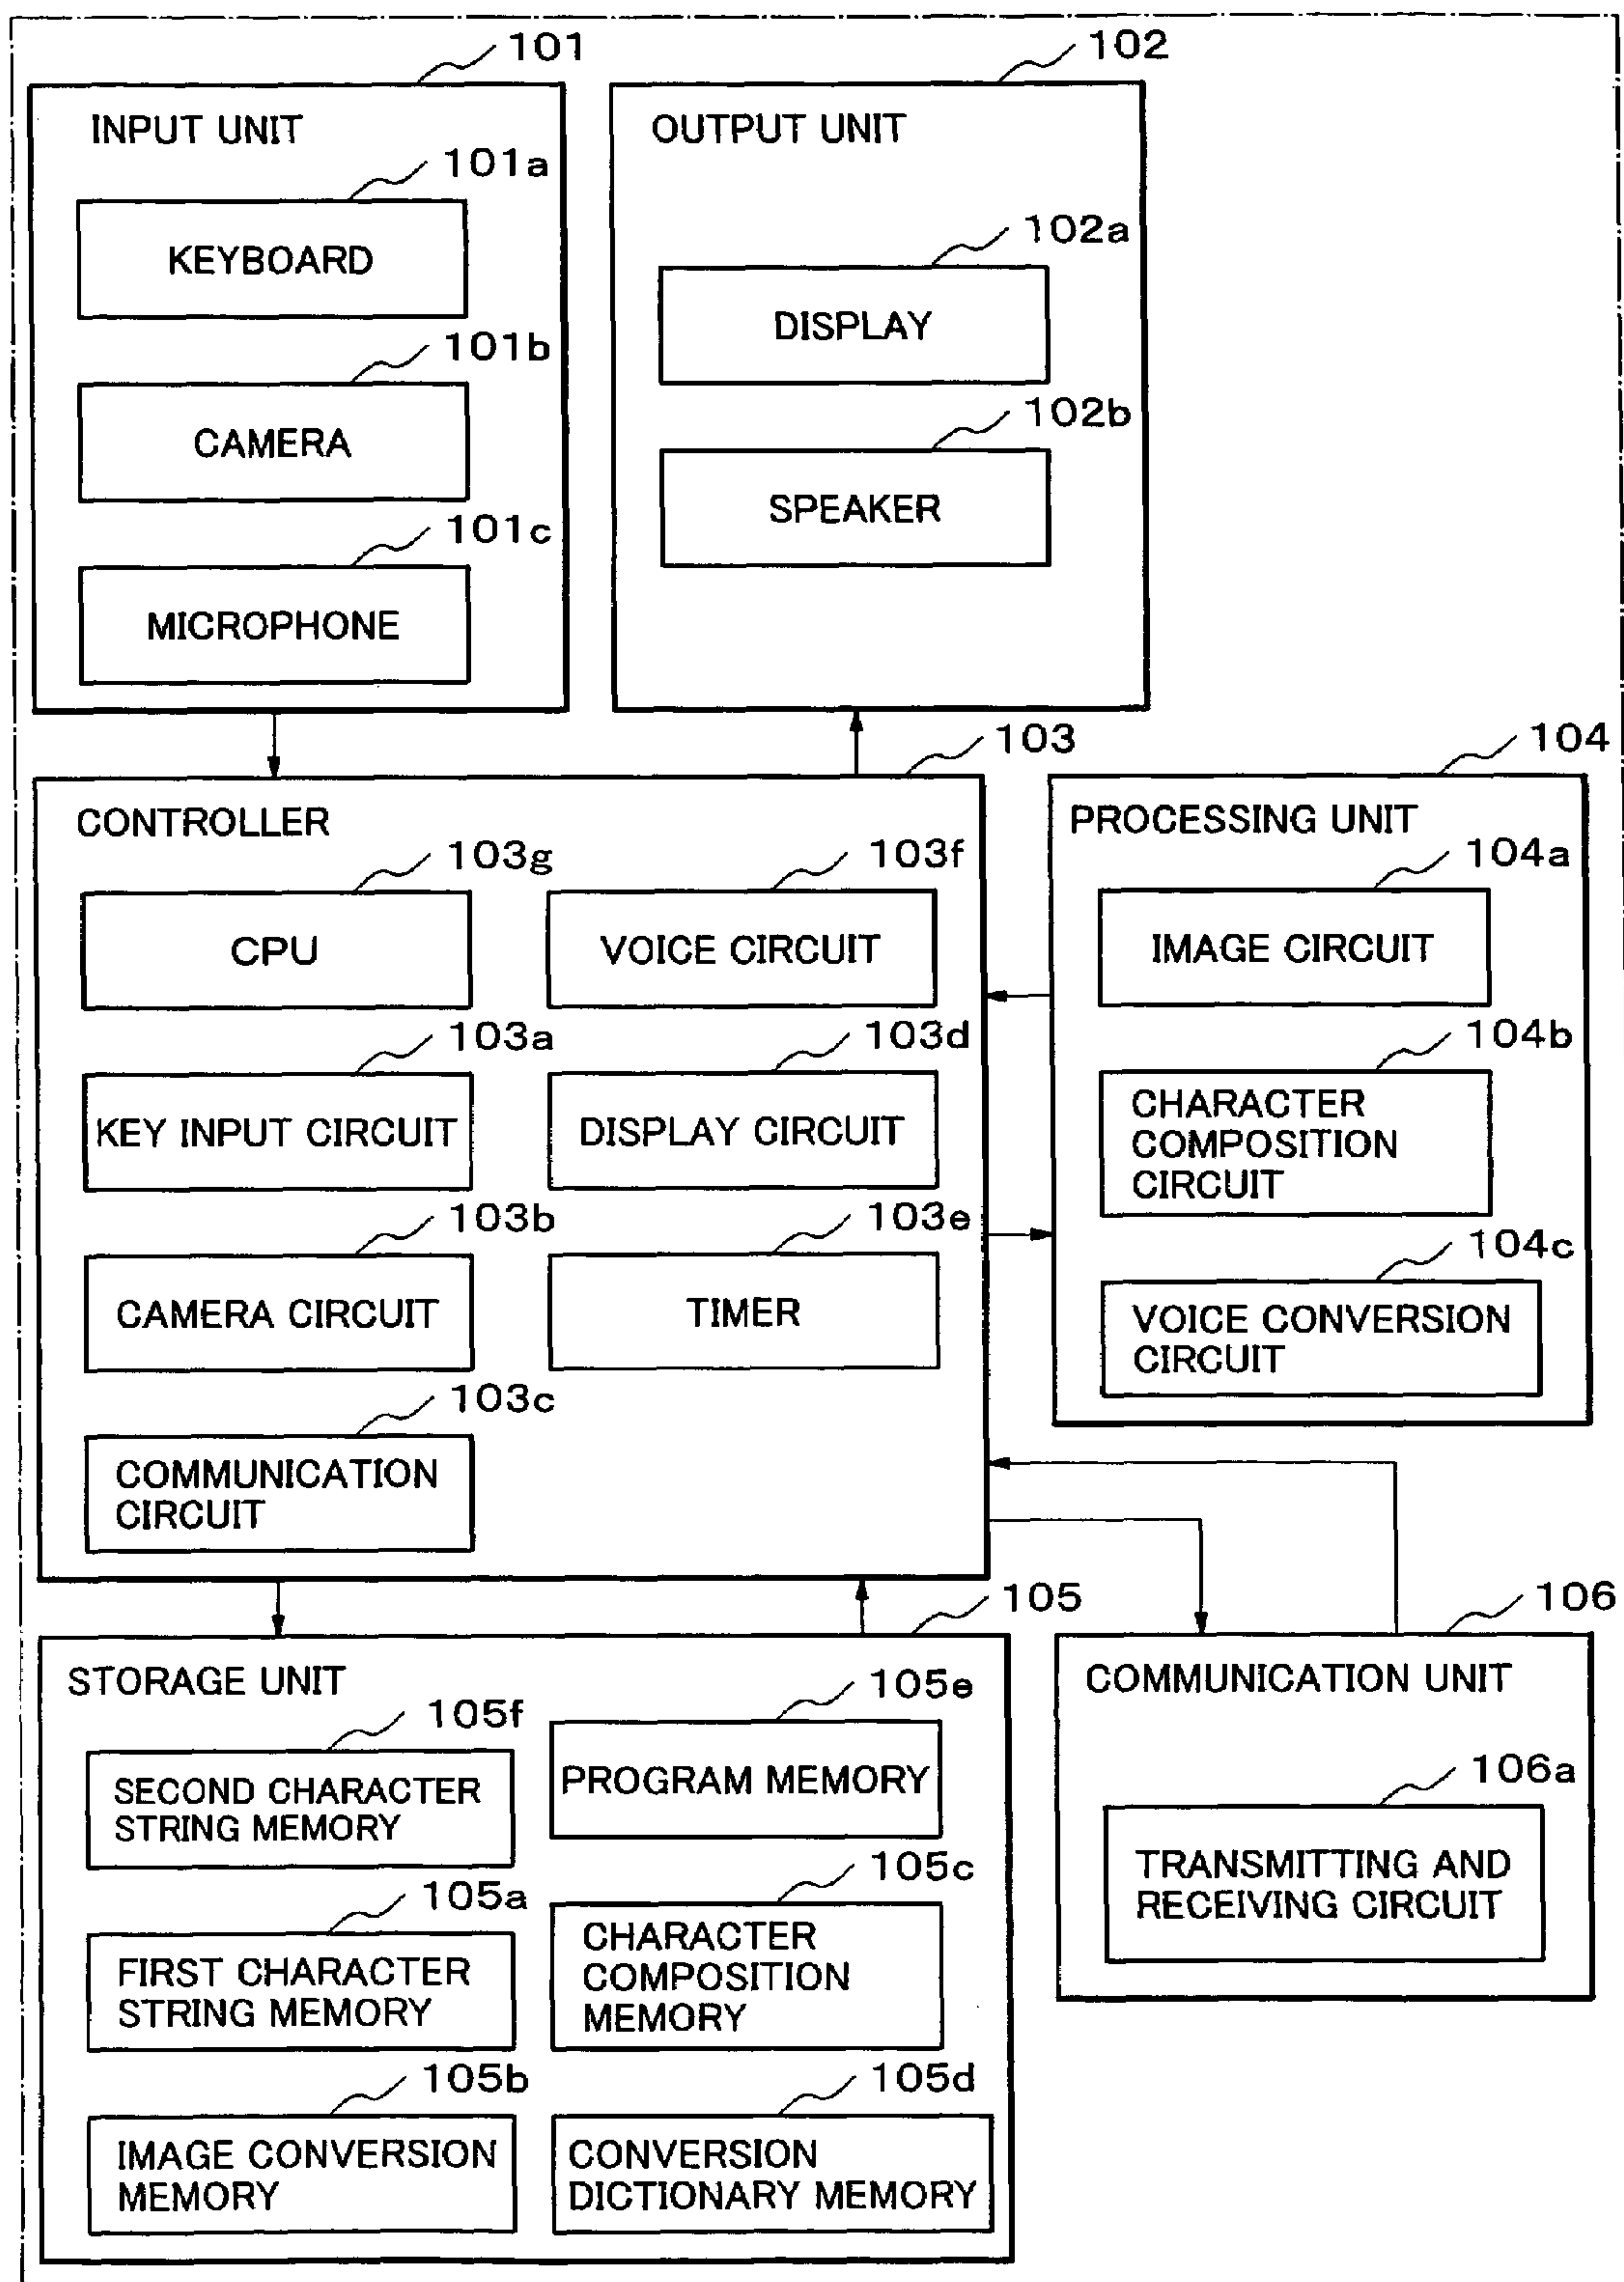 101
INPUT UNIT
101a
KEYBOARD
101b
CAMERA
101c
MICROPHONE
102
OUTPUT UNIT
102a
DISPLAY
102b
SPEAKER
103
CONTROLLER
103g
CPU
103f
VOICE CIRCUIT
103a
KEY INPUT CIRCUIT
103d
DISPLAY CIRCUIT
103b
CAMERA CIRCUIT
103e
TIMER
103c
COMMUNICATION
CIRCUIT
104
PROCESSING UNIT
104a
IMAGE CIRCUIT
104b
CHARACTER
COMPOSITION
CIRCUIT
104c
VOICE CONVERSION
CIRCUIT
105
STORAGE UNIT
105f
SECOND CHARACTER
STRING MEMORY
105e
PROGRAM MEMORY
105a
FIRST CHARACTER
STRING MEMORY
105c
CHARACTER
COMPOSITION
MEMORY
105b
IMAGE CONVERSION
MEMORY
105d
CONVERSION
DICTIONARY MEMORY
106
COMMUNICATION UNIT
106a
TRANSMITTING AND
RECEIVING CIRCUIT